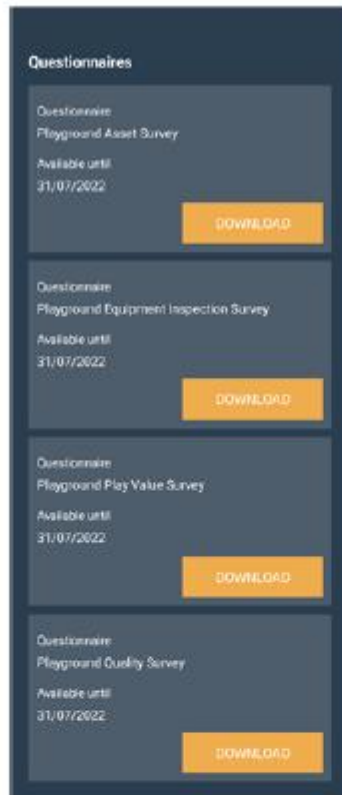 Questionnaires
Questionnaire
Playground Asset Survey
Available until
31/07/2022
DOWNLOAD
Questionnaire
Playground Equipment Inspection Survey
Available until
31/07/2022
DOWNLOAD
Questionnaire
Playground Play Value Survey
Available until
31/07/2022
DOWNLOAD
Questionnaire
Playground Quality Survey
Available until
31/07/2022
DOWNLOAD